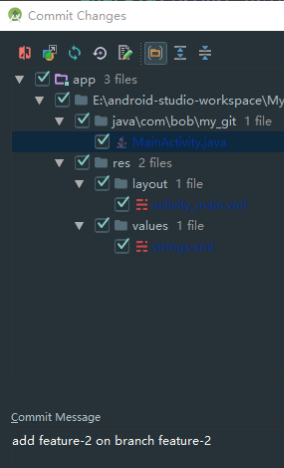 Commit Changes
app 3 files
E:\android-studio-workspace\My
java\com\bob\my_git 1 file
MainActivity.java
res 2 files
layout 1 file
activity_main.xml
values 1 file
strings.xml
Commit Message
add feature-2 on branch feature-2